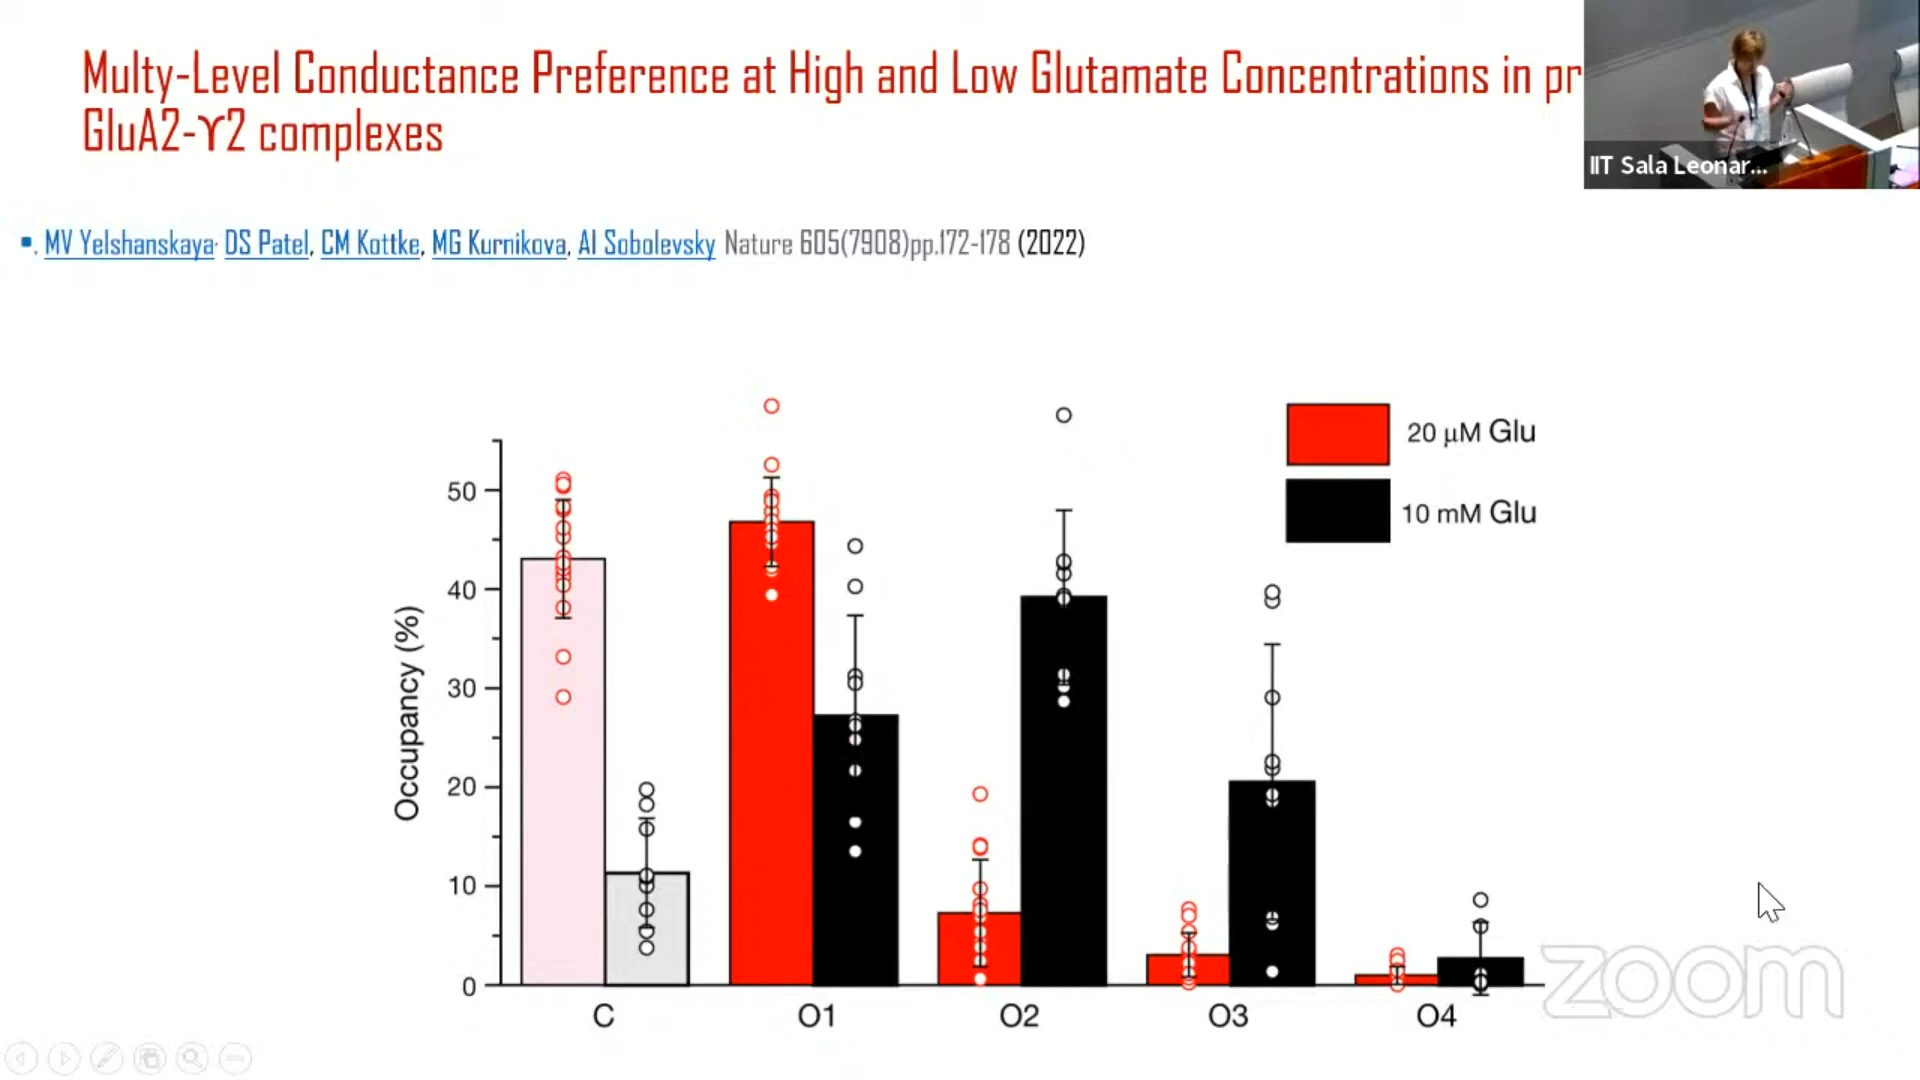 Multy-Level Conductance Preference at High and Low Glutamate Concentrations in pr
GluA2-ϒ2 complexes
IIT Sala Leonar...
▪. MV Yelshanskaya, DS Patel, CM Kottke, MG Kurnikova, AI Sobolevsky Nature 605(7908)pp.172-178 (2022)
20 μM Glu
10 mM Glu
Occupancy (%)
50
40
30
20
10
0
C O1 O2 O3 O4
zoom